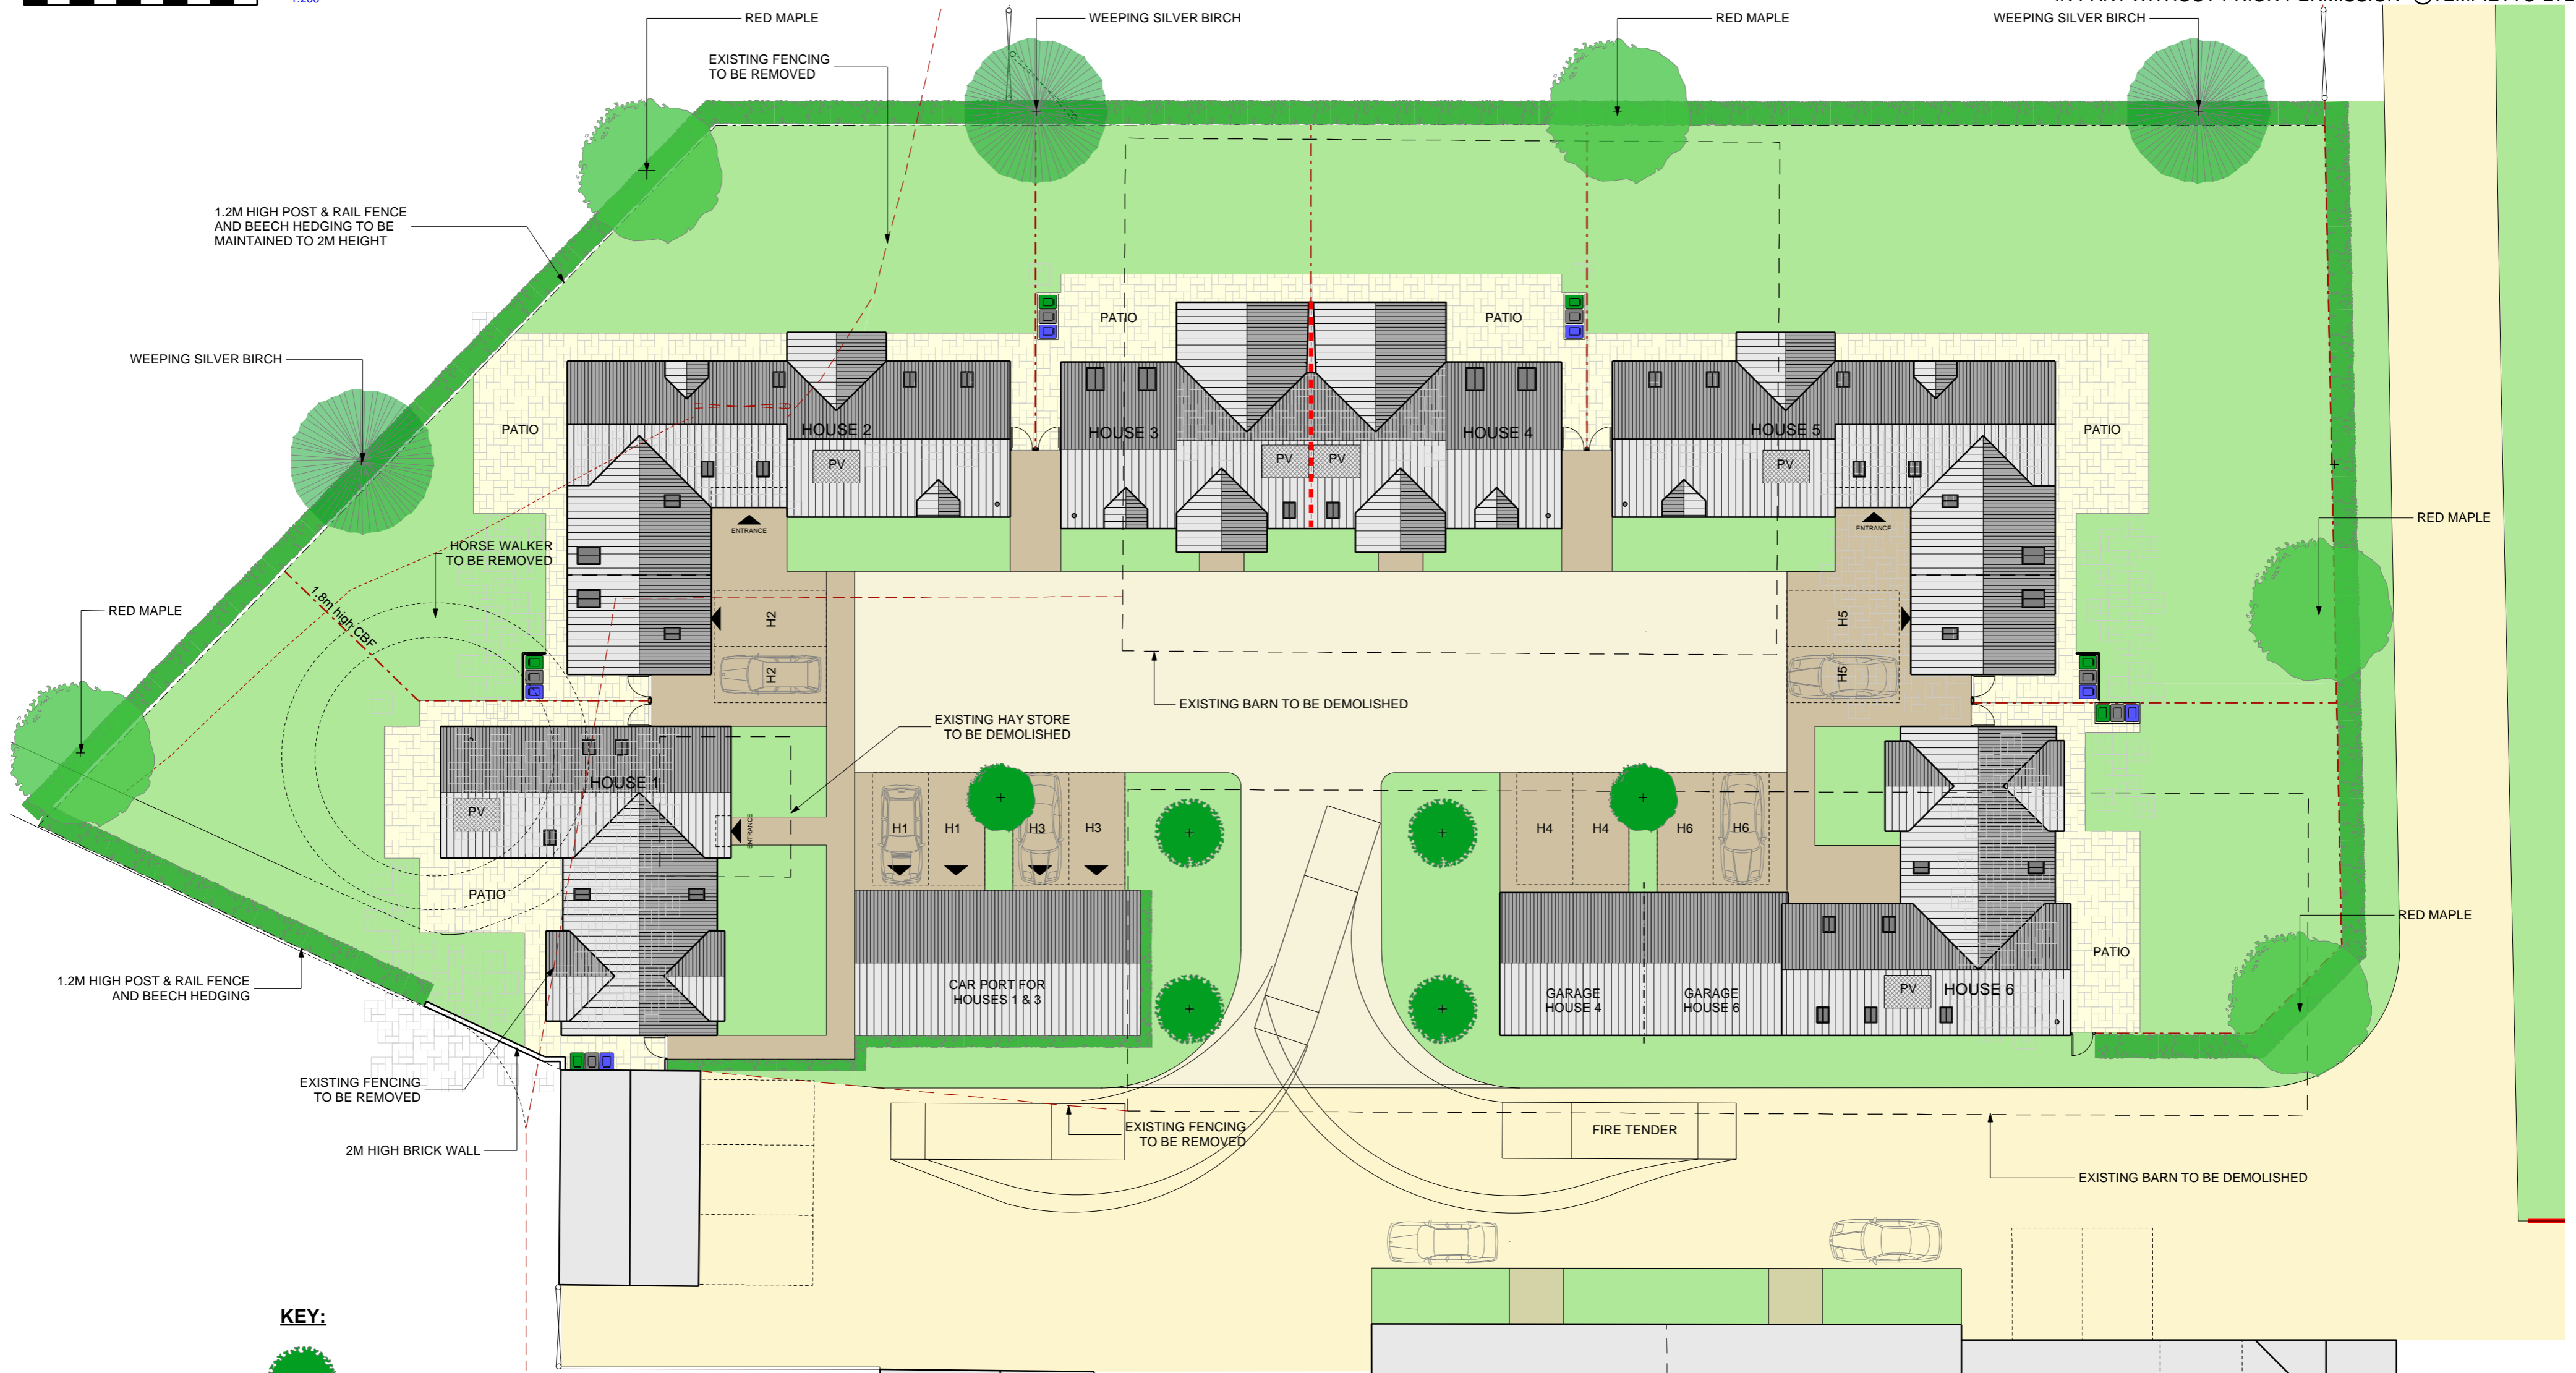 1:200
RED MAPLE
WEEPING SILVER BIRCH
RED MAPLE
WEEPING SILVER BIRCH
EXISTING FENCING
TO BE REMOVED
1.2M HIGH POST & RAIL FENCE
AND BEECH HEDGING TO BE
MAINTAINED TO 2M HEIGHT
PATIO
PATIO
WEEPING SILVER BIRCH
PATIO
HOUSE 2
HOUSE 3
HOUSE 4
HOUSE 5
PATIO
PV
PV
PV
PV
RED MAPLE
ENTRANCE
ENTRANCE
HORSE WALKER
TO BE REMOVED
1.8m high CBF
RED MAPLE
H2
H5
H2
H5
EXISTING BARN TO BE DEMOLISHED
EXISTING HAY STORE
TO BE DEMOLISHED
HOUSE 1
PV
ENTRANCE
H1
H1
H3
H3
H4
H4
H6
H6
PATIO
RED MAPLE
PATIO
1.2M HIGH POST & RAIL FENCE
AND BEECH HEDGING
CAR PORT FOR
HOUSES 1 & 3
GARAGE
HOUSE 4
GARAGE
HOUSE 6
PV
HOUSE 6
EXISTING FENCING
TO BE REMOVED
EXISTING FENCING
TO BE REMOVED
FIRE TENDER
2M HIGH BRICK WALL
EXISTING BARN TO BE DEMOLISHED
KEY: